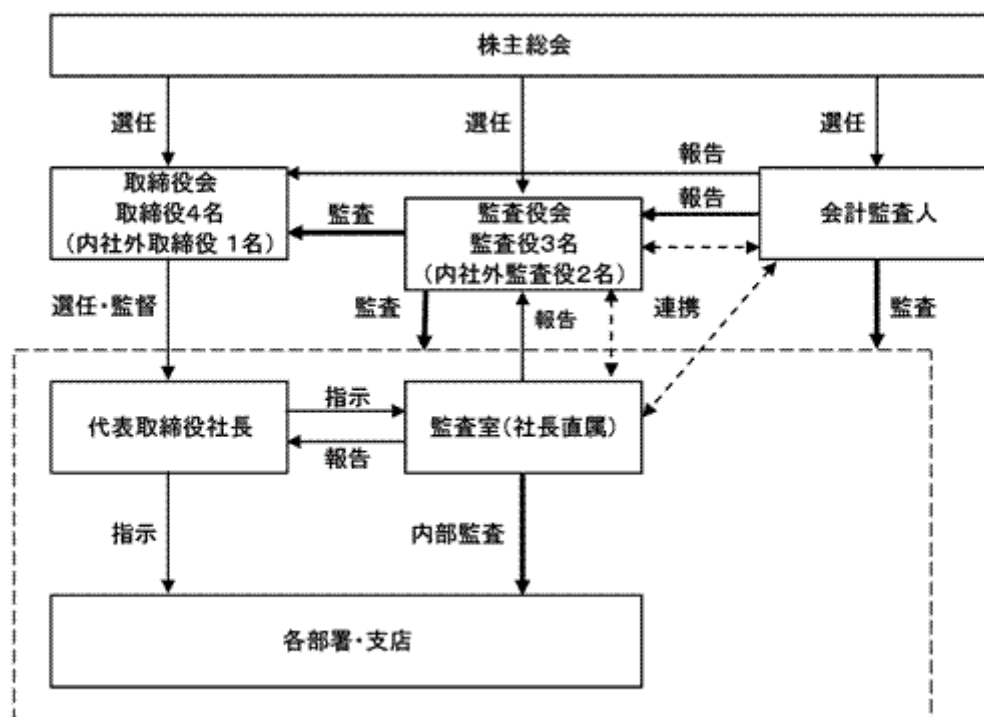 株主総会
選任
選任
選任
報告
取締役会
取締役4名
（内社外取締役 1名）
監査
監査役会
監査役3名
（内社外監査役2名）
報告
会計監査人
選任・監督
監査
報告
連携
監査
代表取締役社長
指示
報告
監査室（社長直属）
指示
内部監査
各部署・支店